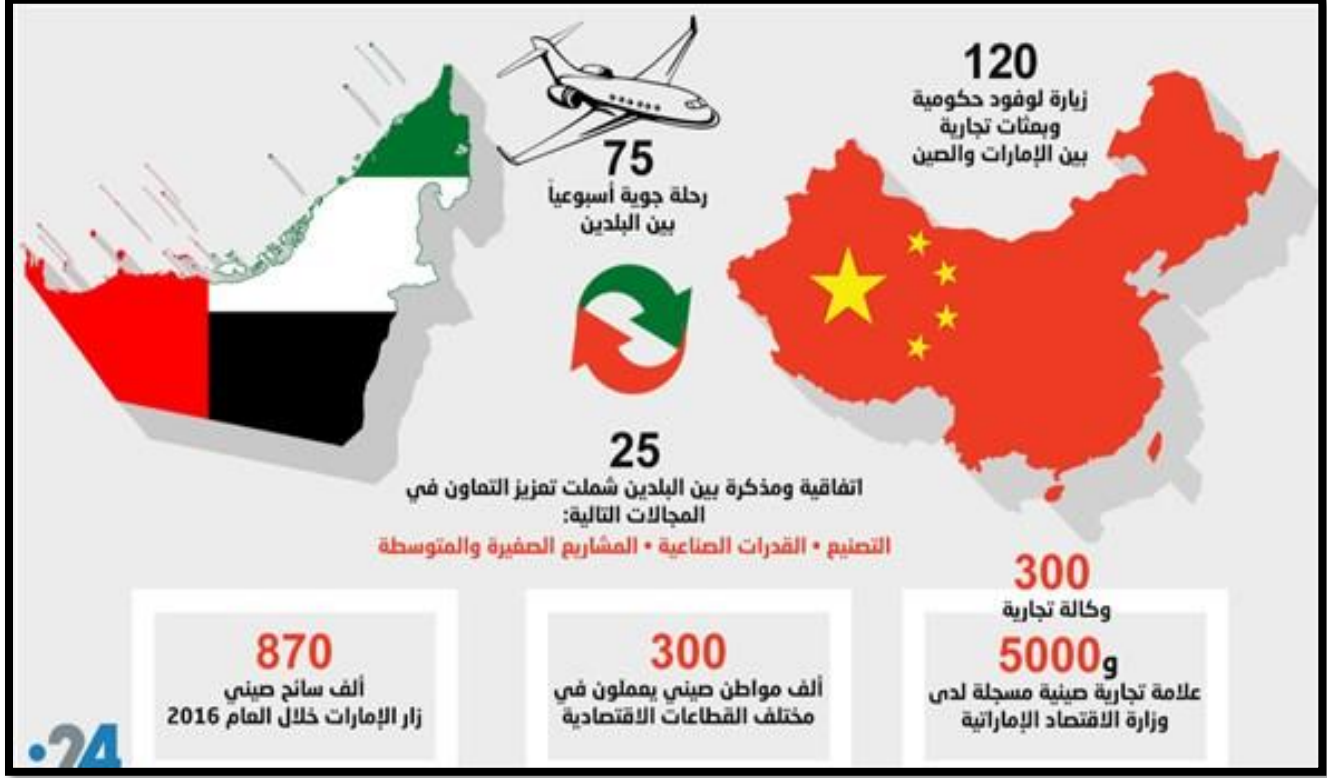 120
زيارة لوفود حكومية
وبعثات تجارية
بين الإمارات والصين
75
رحلة جوية أسبوعياً
بين البلدين
25
اتفاقية ومذكرة بين البلدين شملت تعزيز التعاون في
المجالات التالية:
التصنيع • القدرات الصناعية • المشاريع الصغيرة والمتوسطة
300
وكالة تجارية
و5000
علامة تجارية صينية مسجلة لدى
وزارة الاقتصاد الإماراتية
300
ألف مواطن صيني يعملون في
مختلف القطاعات الاقتصادية
870
ألف سائح صيني
زار الإمارات خلال العام 2016
24